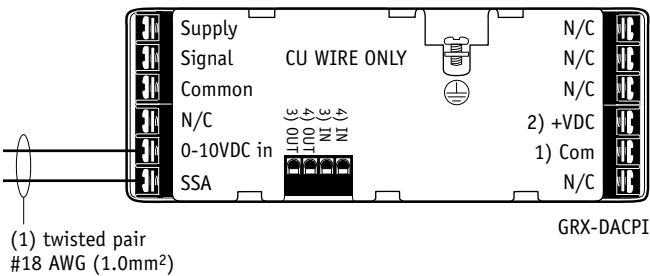 Supply
Signal
Common
N/C
0-10VDC in
SSA
CU WIRE ONLY
3) OUT
4) OUT
3) IN
4) IN
N/C
N/C
N/C
2) +VDC
1) Com
N/C
GRX-DACPI
(1) twisted pair
#18 AWG (1.0mm²)